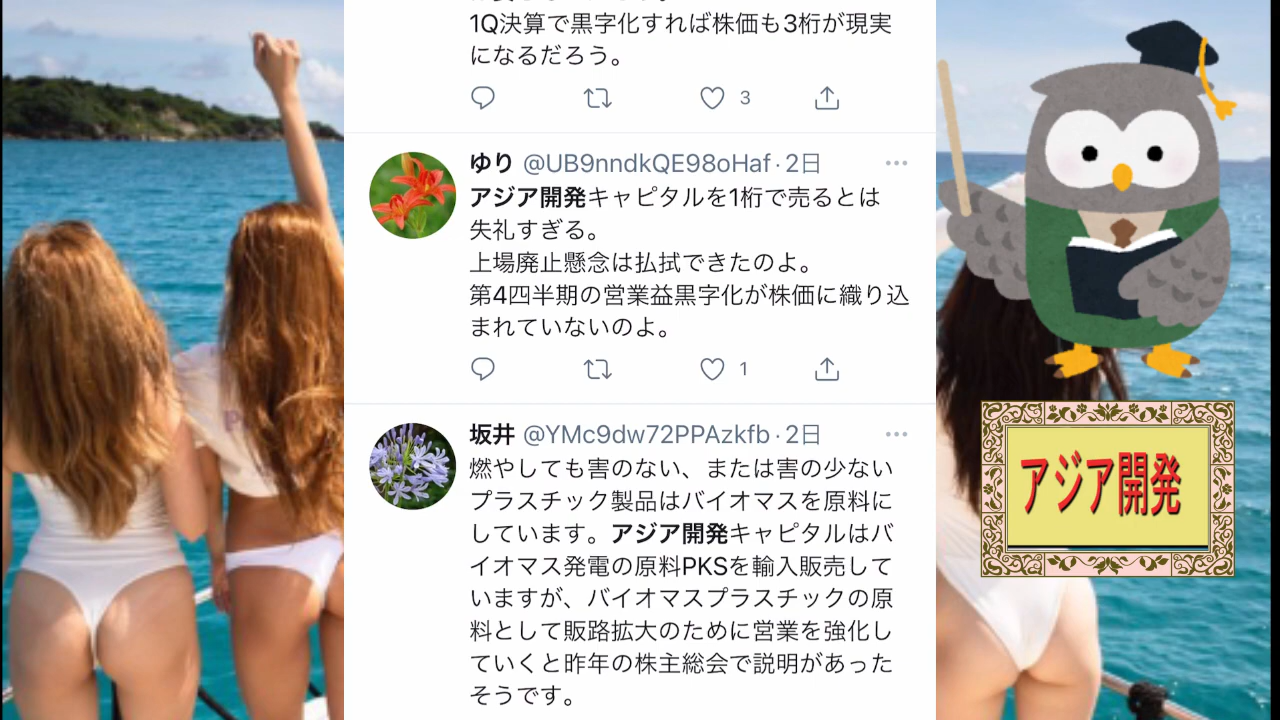 1Q決算で黒字化すれば株価も3桁が現実
になるだろう。
3
ゆり @UB9nndkQE98oHaf · 2日
アジア開発キャピタルを1桁で売るとは
失礼すぎる。
上場廃止懸念は払拭できたのよ。
第4四半期の営業益黒字化が株価に織り込
まれていないのよ。
1
坂井 @YMc9dw72PPAzkfb · 2日
燃やしても害のない、または害の少ない
プラスチック製品はバイオマスを原料に
しています。アジア開発キャピタルはバ
イオマス発電の原料PKSを輸入販売して
いますが、バイオマスプラスチックの原
料として販路拡大のために営業を強化し
ていくと昨年の株主総会で説明があった
そうです。
アジア開発